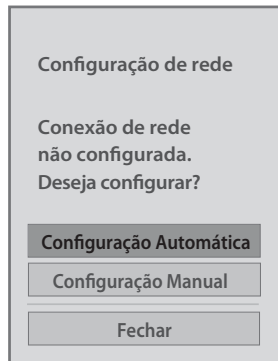 Configuração de rede
Conexão de rede
não configurada.
Deseja configurar?
Configuração Automática
Configuração Manual
Fechar